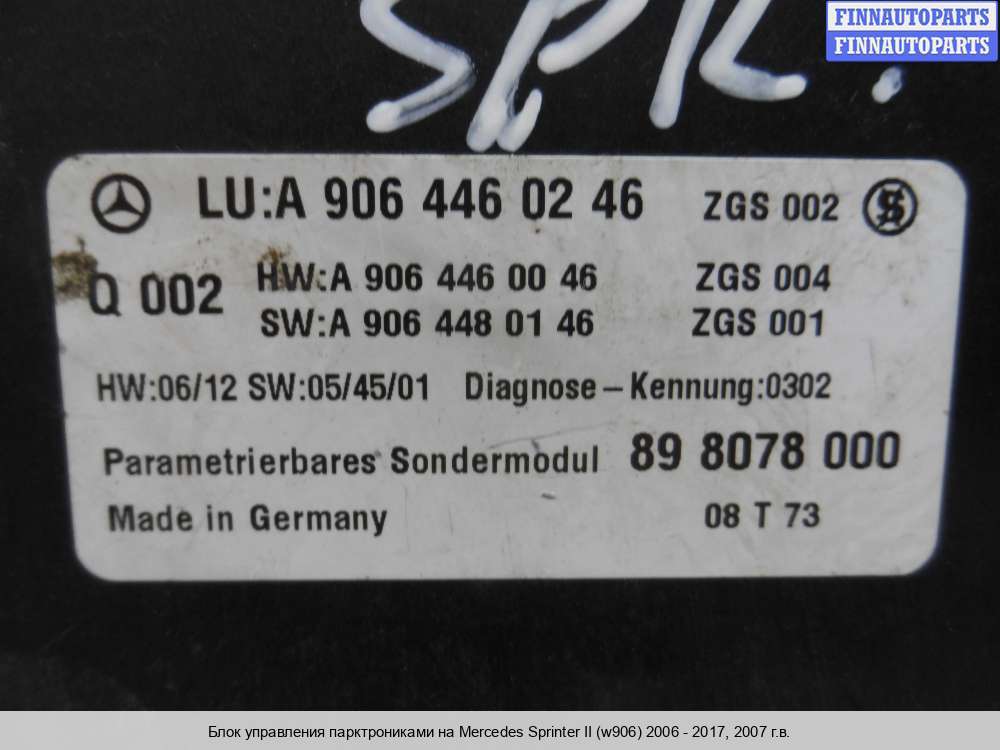 FINNAUTOPARTS
FINNAUTOPARTS
SPR.
LU:A 906 446 02 46 ZGS 002
Q 002
HW:A 906 446 00 46 ZGS 004
SW:A 906 448 01 46 ZGS 001
HW:06/12 SW:05/45/01 Diagnose – Kennung:0302
Parametrierbares Sondermodul 89 8078 000
Made in Germany 08 T 73
Блок управления парктрониками на Mercedes Sprinter II (w906) 2006 - 2017, 2007 г.в.